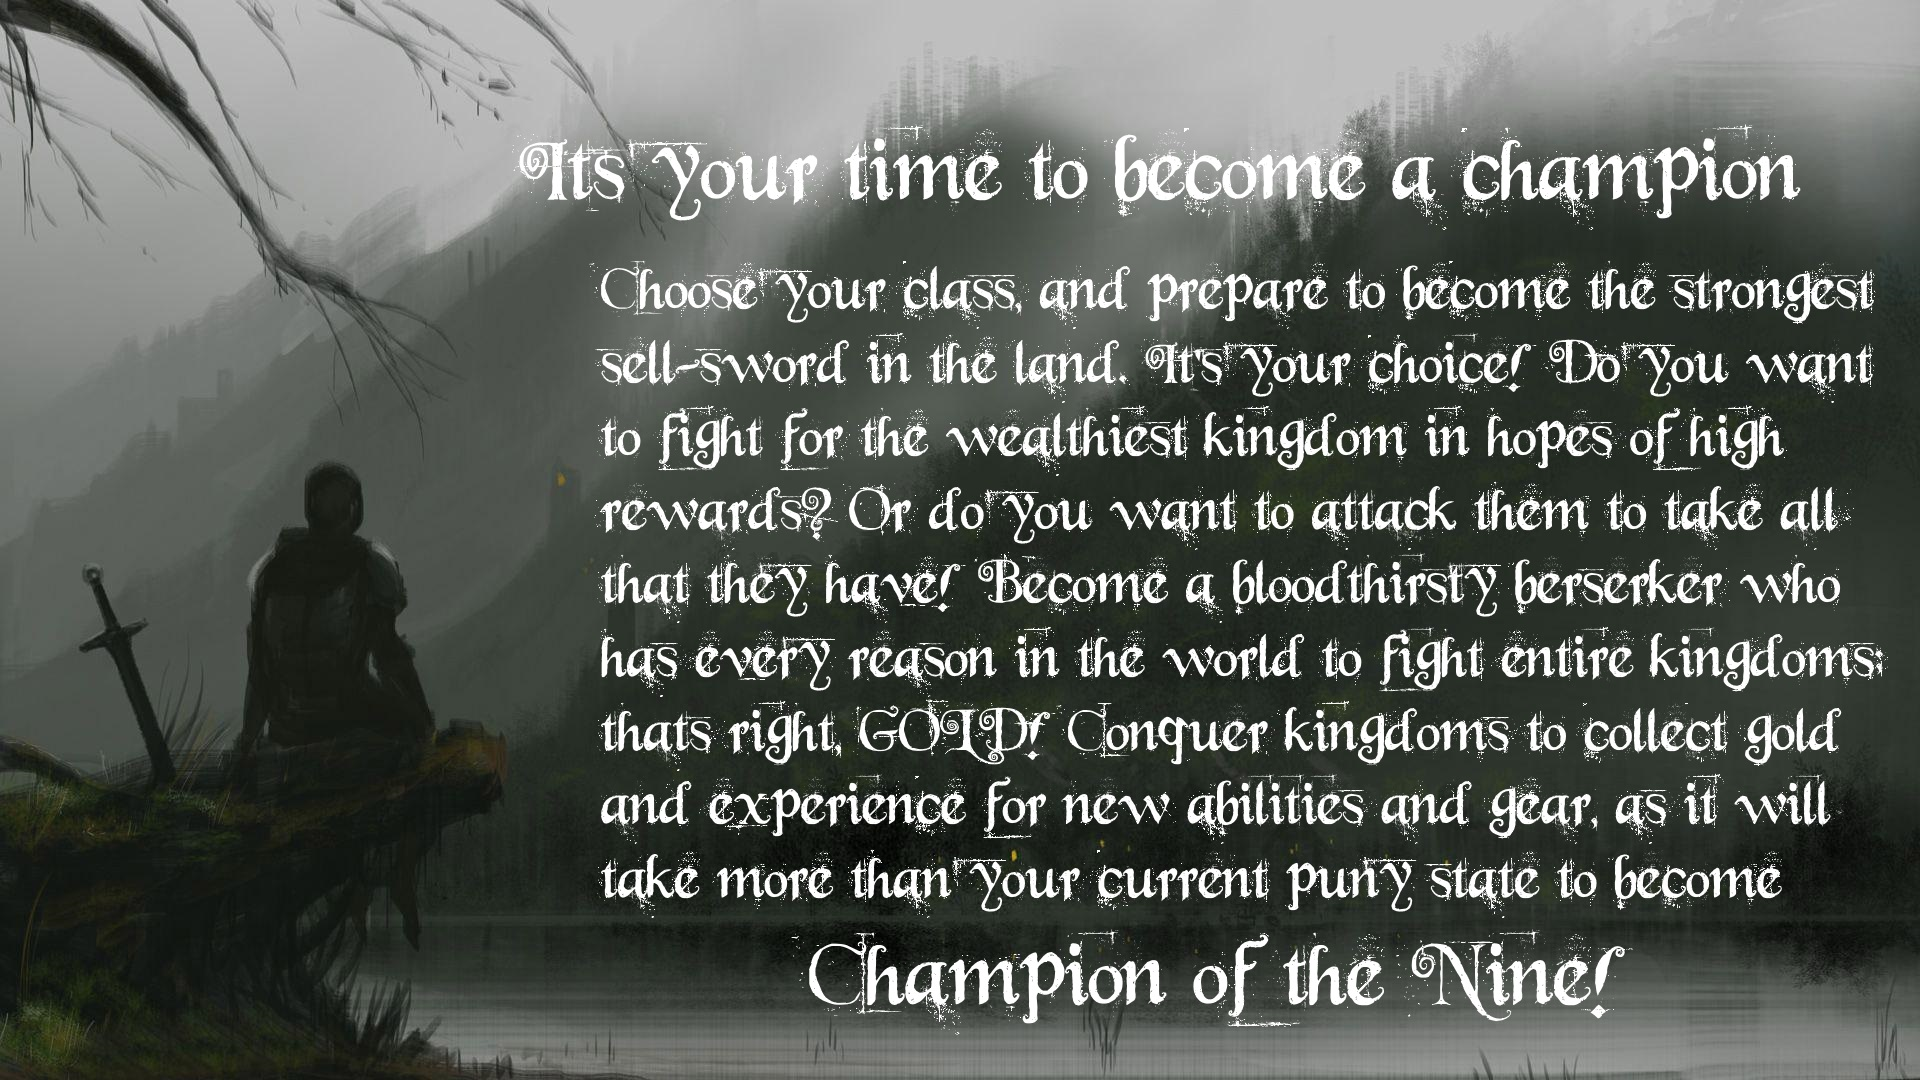 Its your time to become a champion
Choose your class, and prepare to become the strongest
sell-sword in the land. It's your choice! Do you want
to fight for the wealthiest kingdom in hopes of high
rewards? Or do you want to attack them to take all
that they have! Become a bloodthirsty berserker who
has every reason in the world to fight entire kingdoms;
thats right, GOLD! Conquer kingdoms to collect gold
and experience for new abilities and gear, as it will
take more than your current puny state to become
Champion of the Nine!